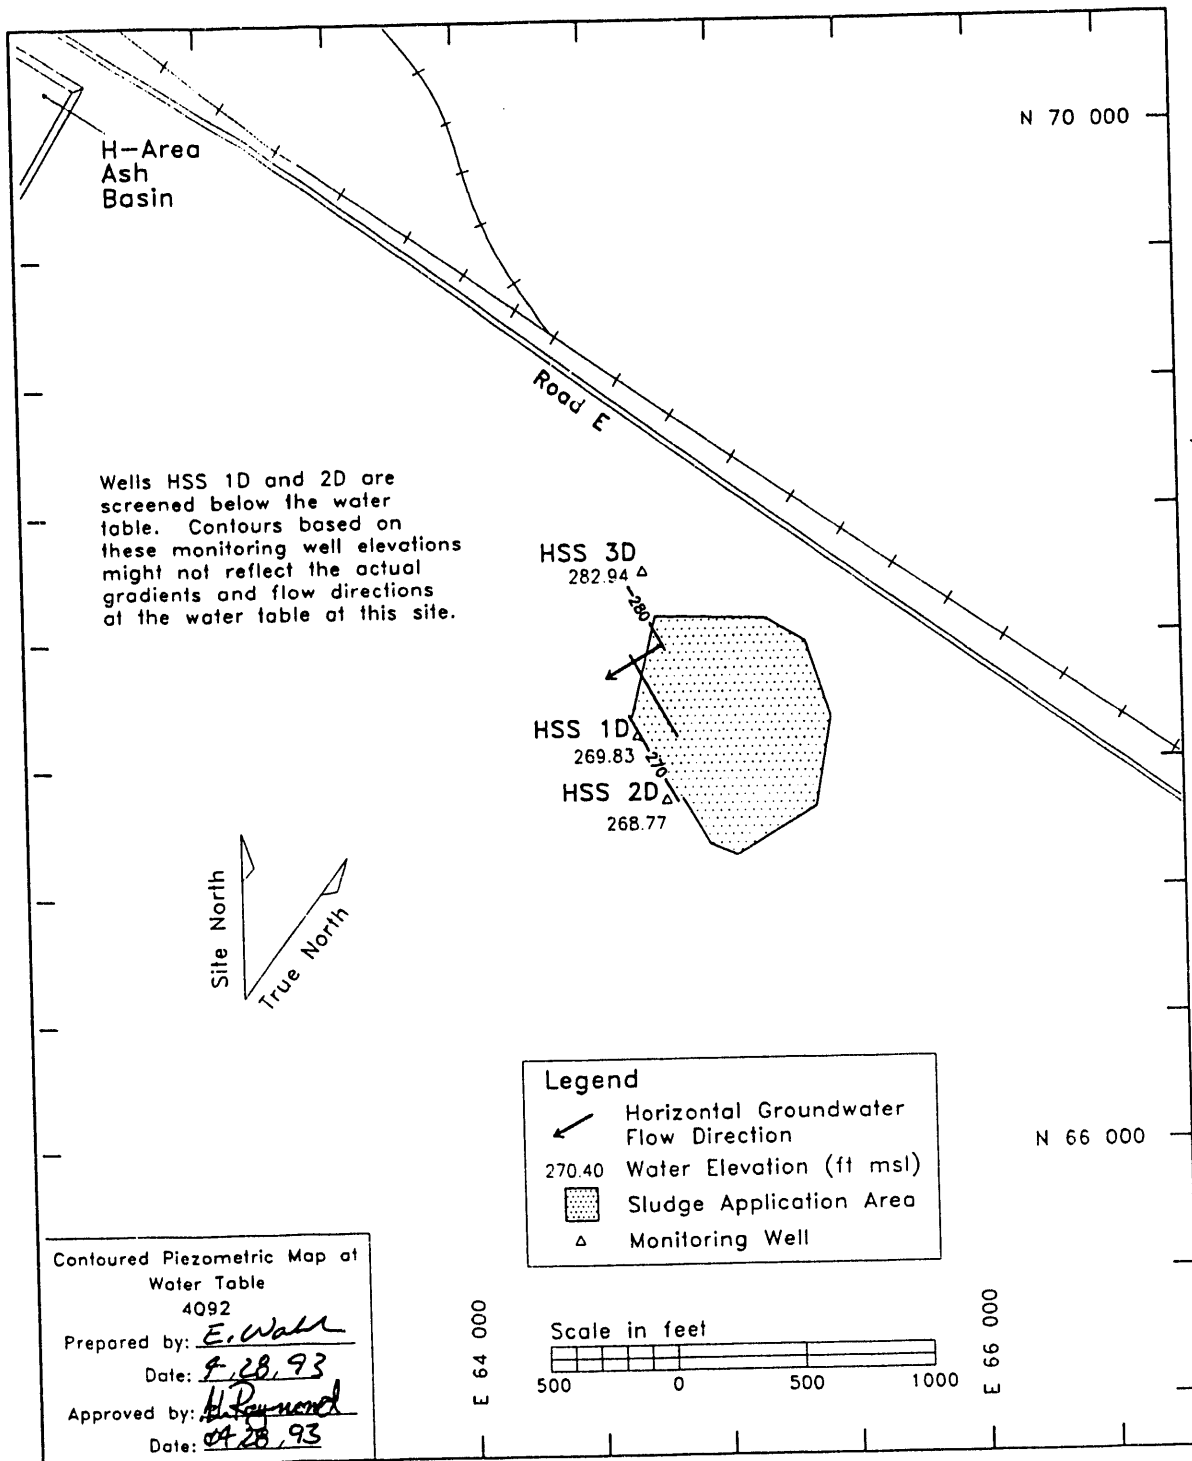 N 70 000
H-Area
Ash
Basin
Road E
Wells HSS 1D and 2D are
screened below the water
table. Contours based on
these monitoring well elevations
might not reflect the actual
gradients and flow directions
at the water table at this site.
HSS 3D
282.94
280
HSS 1D
269.83
270
HSS 2D
268.77
Site North
True North
Legend
Horizontal Groundwater
Flow Direction
270.40 Water Elevation (ft msl)
Sludge Application Area
Monitoring Well
N 66 000
Contoured Piezometric Map at
Water Table
4Q92
Prepared by: E. Wahl
Date: 4.28.93
Approved by: H. Raymond
Date: 04.28.93
E 64 000
Scale in feet
500 0 500 1000
E 66 000